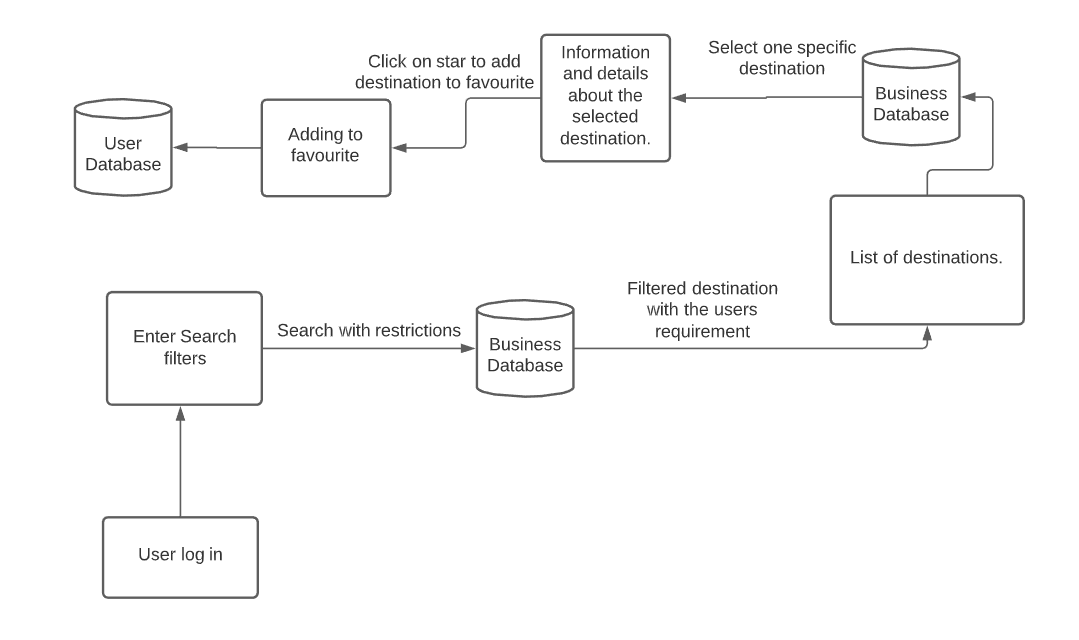 Click on star to add
destination to favourite
Information
and details
about the
selected
destination.
Select one specific
destination
Business
Database
Adding to
favourite
User
Database
List of destinations.
Filtered destination
with the users
requirement
Enter Search
filters
Search with restrictions
Business
Database
User log in